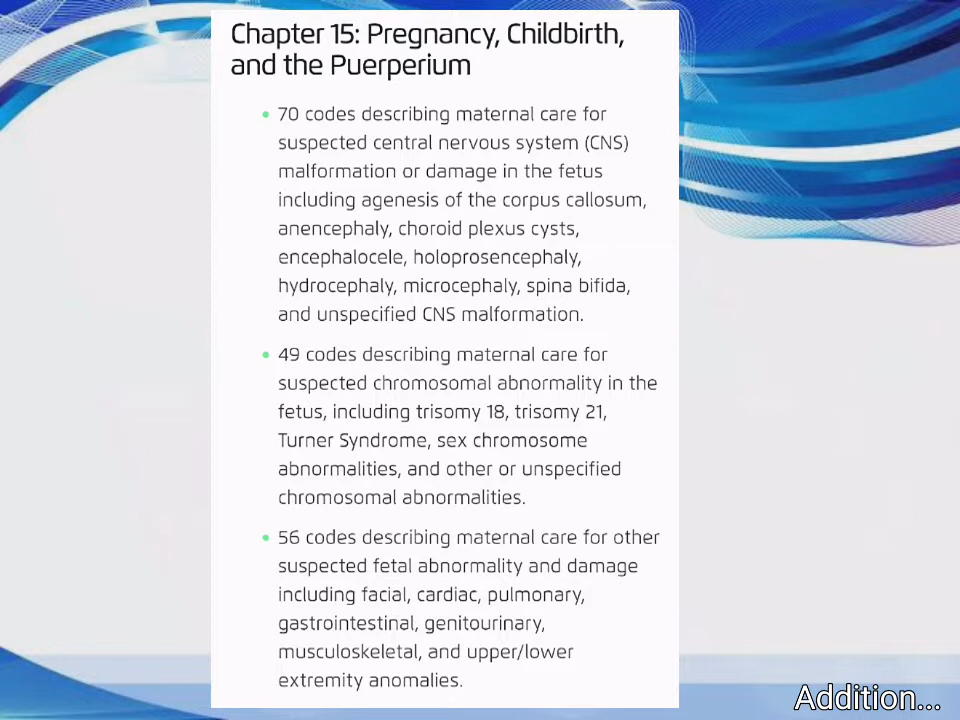 Chapter 15: Pregnancy, Childbirth,
and the Puerperium
• 70 codes describing maternal care for
suspected central nervous system (CNS)
malformation or damage in the fetus
including agenesis of the corpus callosum,
anencephaly, choroid plexus cysts,
encephalocele, holoprosencephaly,
hydrocephaly, microcephaly, spina bifida,
and unspecified CNS malformation.
• 49 codes describing maternal care for
suspected chromosomal abnormality in the
fetus, including trisomy 18, trisomy 21,
Turner Syndrome, sex chromosome
abnormalities, and other or unspecified
chromosomal abnormalities.
• 56 codes describing maternal care for other
suspected fetal abnormality and damage
including facial, cardiac, pulmonary,
gastrointestinal, genitourinary,
musculoskeletal, and upper/lower
extremity anomalies.
Addition...